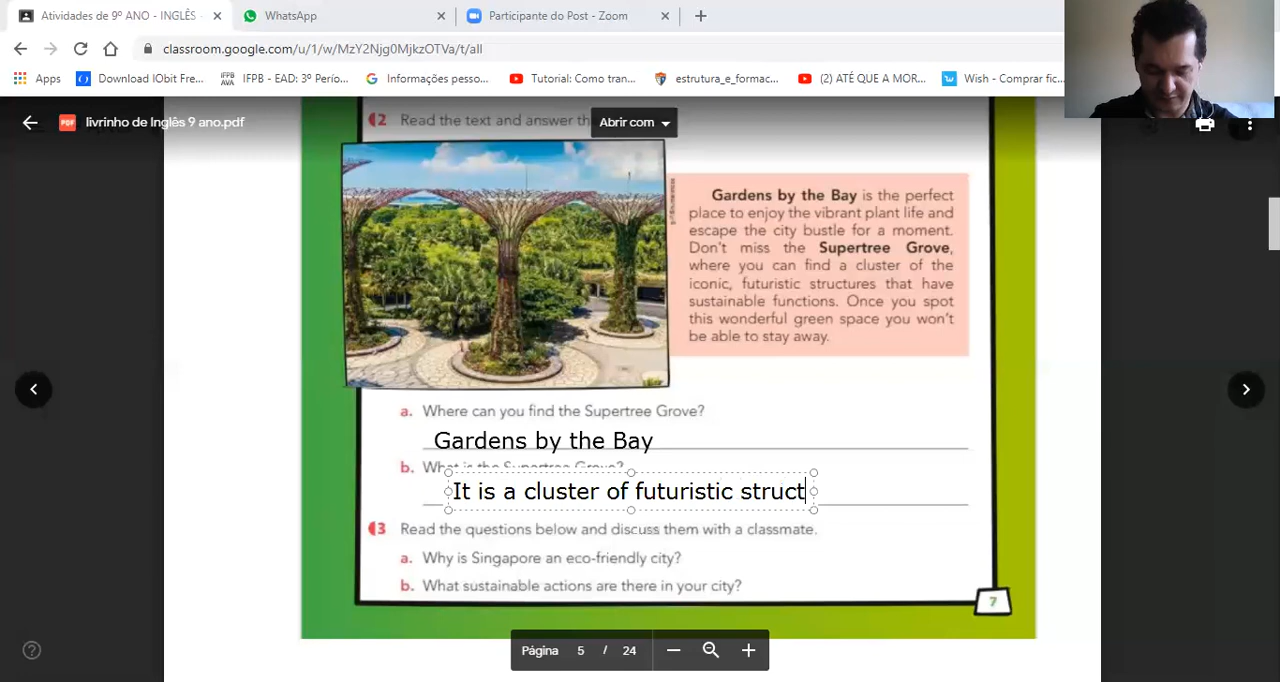 Atividades de 9º ANO - INGLÊS
WhatsApp
Participante do Post - Zoom
classroom.google.com/u/1/w/MzY2Njg0MjkzOTVa/t/all
Apps
Download IObit Fre...
IFPB - EAD: 3º Perío...
Informações pesso...
Tutorial: Como tran...
estrutura_e_formac...
(2) ATÉ QUE A MOR...
Wish - Comprar fic...
PDF
livrinho de Inglês 9 ano.pdf
Abrir com
2 Read the text and answer th
Gardens by the Bay is the perfect
place to enjoy the vibrant plant life and
escape the city bustle for a moment.
Don't miss the Supertree Grove,
where you can find a cluster of the
iconic, futuristic structures that have
sustainable functions. Once you spot
this wonderful green space you won't
be able to stay away.
a. Where can you find the Supertree Grove?
Gardens by the Bay
b. What is the Supertree Grove?
It is a cluster of futuristic struct
3 Read the questions below and discuss them with a classmate.
a. Why is Singapore an eco-friendly city?
b. What sustainable actions are there in your city?
7
Página 5 / 24